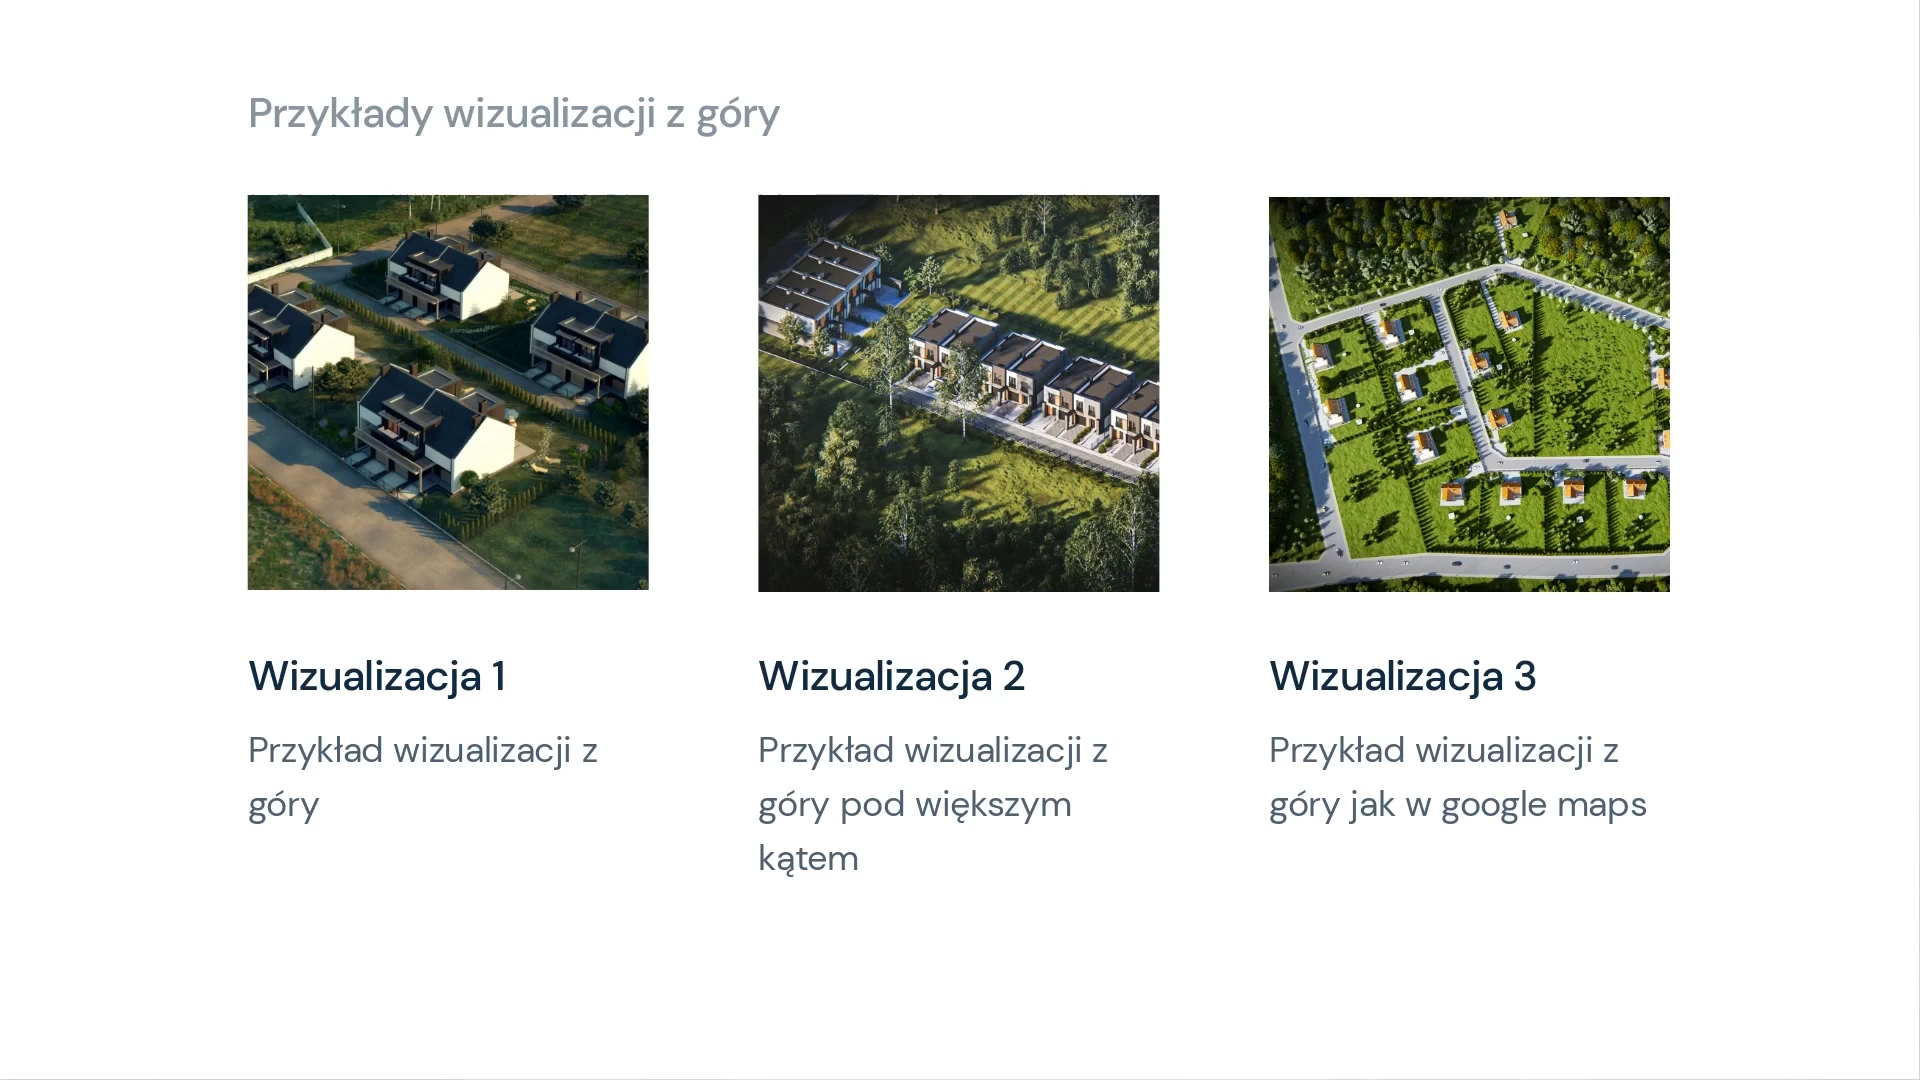 Przykłady wizualizacji z góry
Wizualizacja 1
Przykład wizualizacji z
góry
Wizualizacja 2
Przykład wizualizacji z
góry pod większym
kątem
Wizualizacja 3
Przykład wizualizacji z
góry jak w google maps